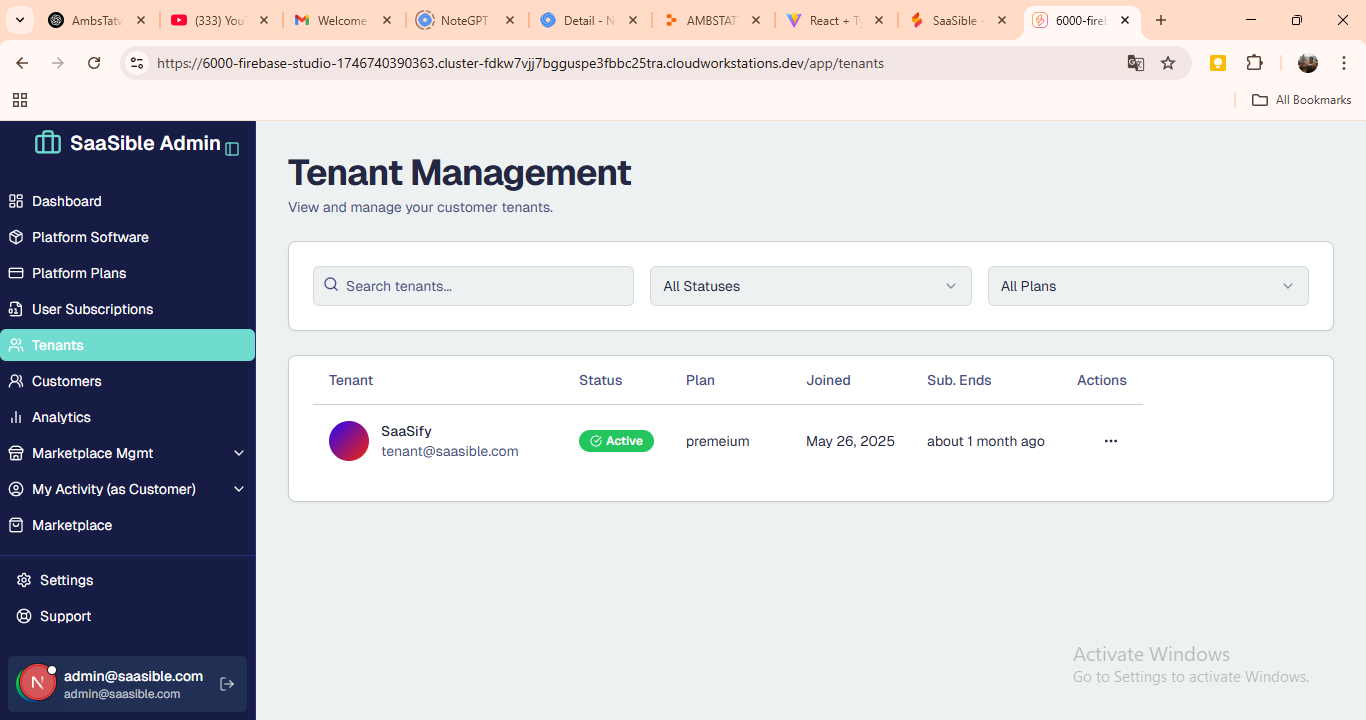 AmbsTatv
(333) YouT
Welcome
NoteGPT
Detail - N
AMBSTAT
React + Ty
SaaSible -
6000-fireb
https://6000-firebase-studio-1746740390363.cluster-fdkw7vjj7bgguspe3fbbc25tra.cloudworkstations.dev/app/tenants
All Bookmarks
SaaSible Admin
Dashboard
Platform Software
Platform Plans
User Subscriptions
Tenants
Customers
Analytics
Marketplace Mgmt
My Activity (as Customer)
Marketplace
Settings
Support
N
admin@saasible.com
admin@saasible.com
Tenant Management
View and manage your customer tenants.
Search tenants...
All Statuses
All Plans
Tenant Status Plan Joined Sub. Ends Actions
SaaSify
tenant@saasible.com
Active
premeium
May 26, 2025
about 1 month ago
Activate Windows
Go to Settings to activate Windows.